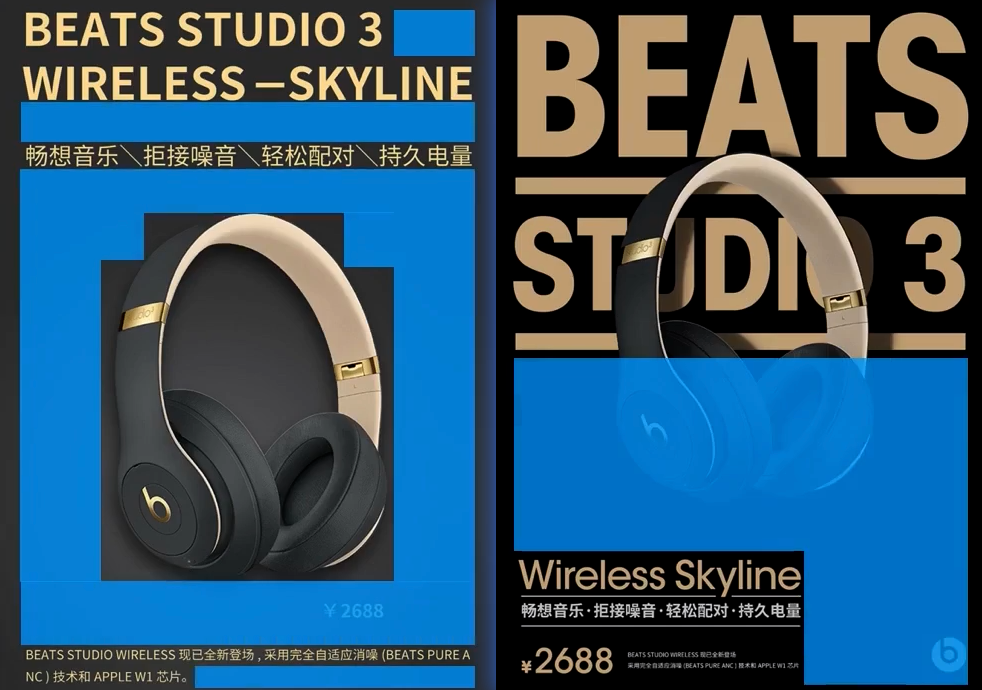 BEATS STUDIO 3
WIRELESS —SKYLINE
畅想音乐＼拒接噪音＼轻松配对＼持久电量
￥2688
BEATS STUDIO WIRELESS 现已全新登场 , 采用完全自适应消噪 (BEATS PURE A
NC ) 技术和 APPLE W1 芯片。
BEATS
STUDIO 3
Wireless Skyline
畅想音乐·拒接噪音·轻松配对·持久电量
¥2688
BEATS STUDIO WIRELESS 现已全新登场
采用完全自适应消噪 (BEATS PURE ANC ) 技术和 APPLE W1 芯片